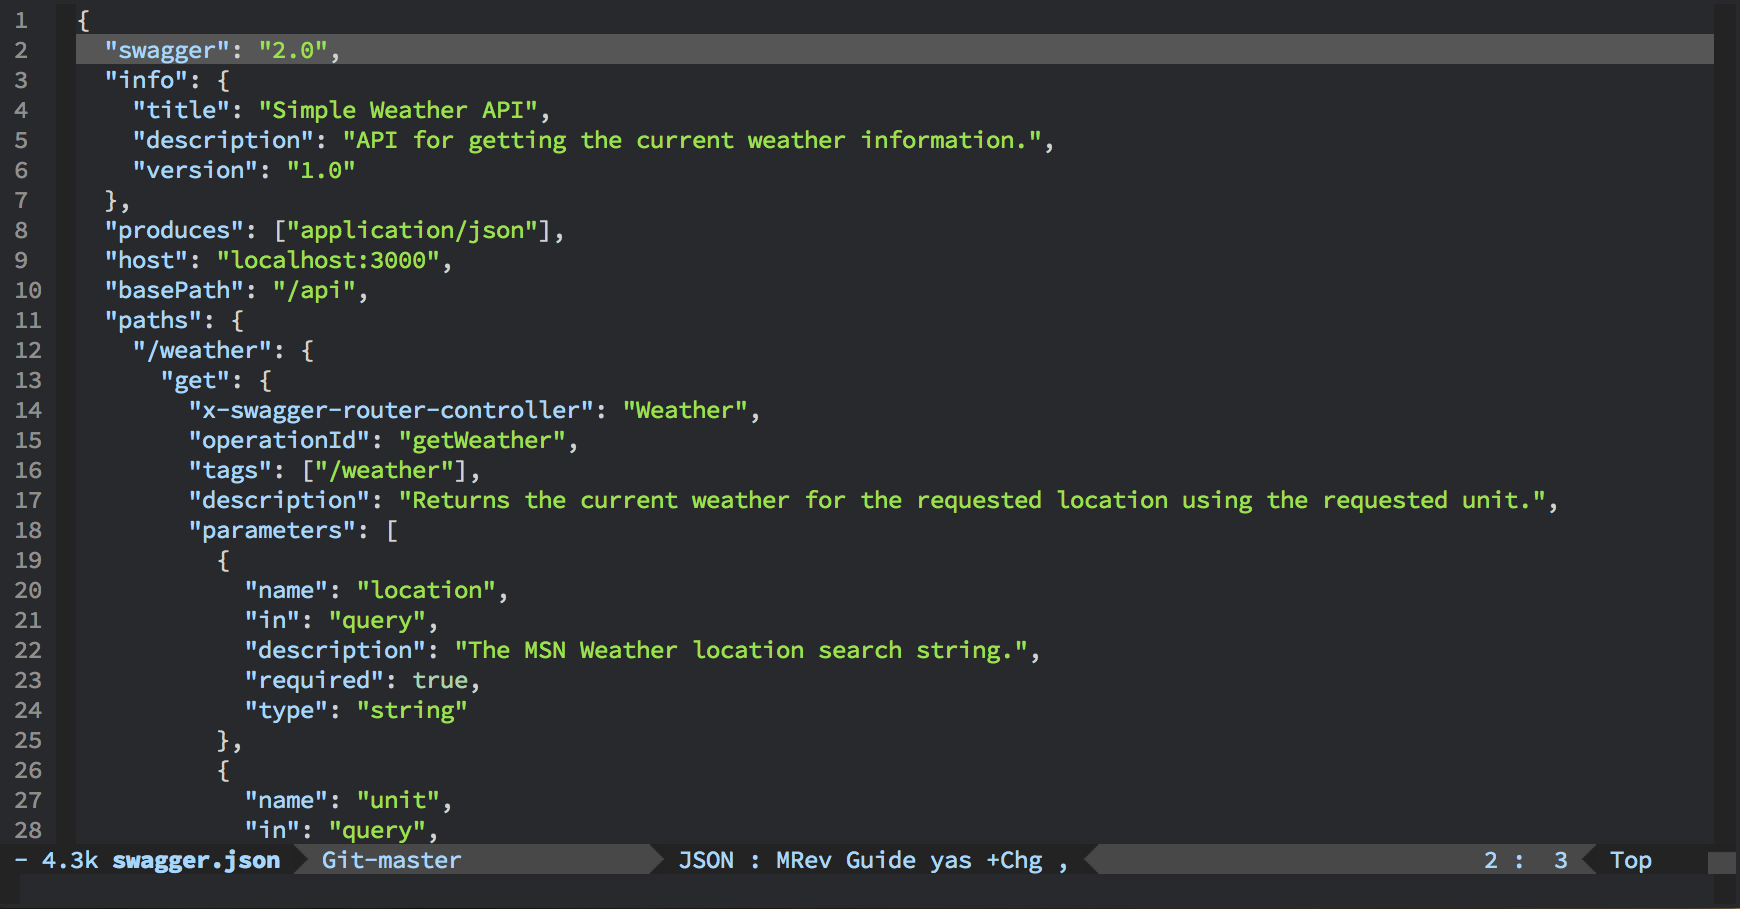 1 {
2   "swagger": "2.0",
3   "info": {
4     "title": "Simple Weather API",
5     "description": "API for getting the current weather information.",
6     "version": "1.0"
7   },
8   "produces": ["application/json"],
9   "host": "localhost:3000",
10   "basePath": "/api",
11   "paths": {
12     "/weather": {
13       "get": {
14         "x-swagger-router-controller": "Weather",
15         "operationId": "getWeather",
16         "tags": ["/weather"],
17         "description": "Returns the current weather for the requested location using the requested unit.",
18         "parameters": [
19           {
20             "name": "location",
21             "in": "query",
22             "description": "The MSN Weather location search string.",
23             "required": true,
24             "type": "string"
25           },
26           {
27             "name": "unit",
28             "in": "query",
- 4.3k swagger.json Git-master JSON : MRev Guide yas +Chg , 2 : 3 Top